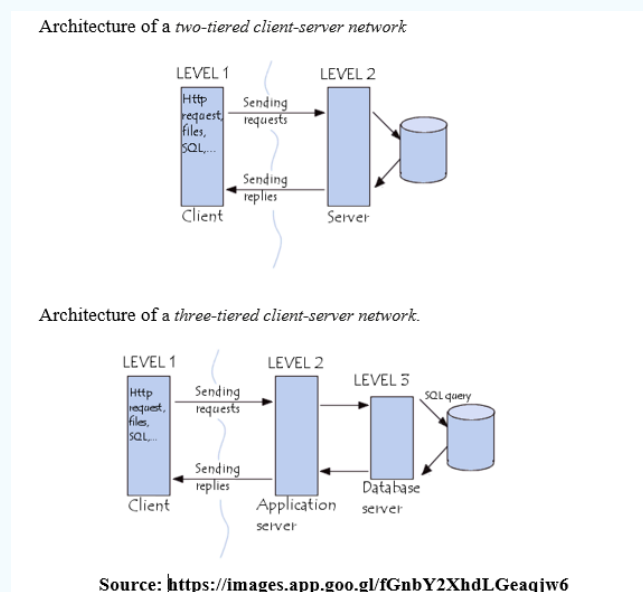 Architecture of a two-tiered client-server network
LEVEL 1
LEVEL 2
Http
request,
files,
SQL,...
Sending
requests
Sending
replies
Client
Server
Architecture of a three-tiered client-server network.
LEVEL 1
LEVEL 2
LEVEL 3
Http
request,
files,
SQL,...
Sending
requests
SQL query
Sending
replies
Client
Application
server
Database
server
Source: https://images.app.goo.gl/fGnbY2XhdLGeaqjw6